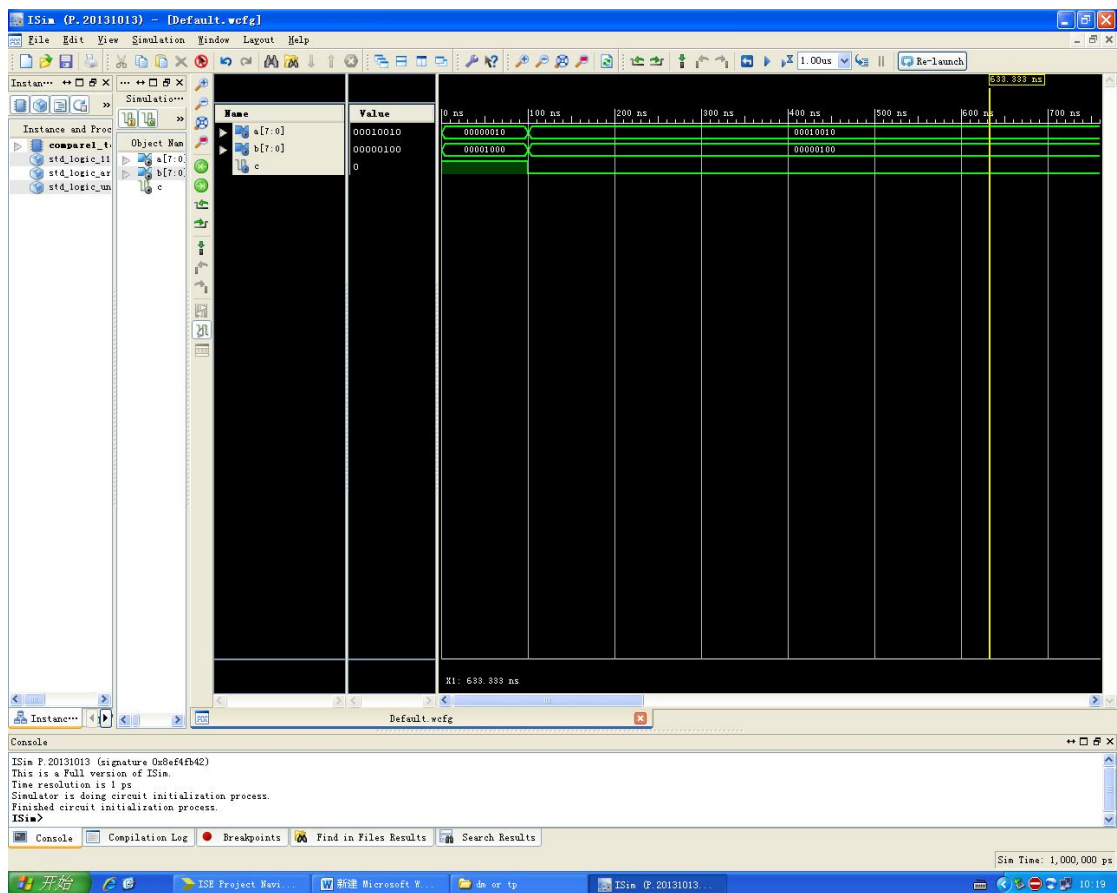 ISim (P.20131013) - [Default.wcfg]
File Edit View Simulation Window Layout Help
1.00us Re-launch
Instan···
Instance and Proc
comparel_t
std_logic_11
std_logic_ar
std_logic_un
Simulatio···
Object Nam
a[7:0]
b[7:0]
c
Name Value
a[7:0] 00010010
b[7:0] 00000100
c 0
633.333 ns
0 ns 100 ns 200 ns 300 ns 400 ns 500 ns 600 ns 700 ns
00000010 00010010
00001000 00000100
X1: 633.333 ns
Instanc··· Default.wcfg
Console
ISim P.20131013 (signature 0x8ef4fb42)
This is a Full version of ISim.
Time resolution is 1 ps
Simulator is doing circuit initialization process.
Finished circuit initialization process.
ISim>
Console Compilation Log Breakpoints Find in Files Results Search Results
Sim Time: 1,000,000 ps
开始 ISE Project Navi... 新建 Microsoft W... dm or tp ISim (P.20131013... 10:19